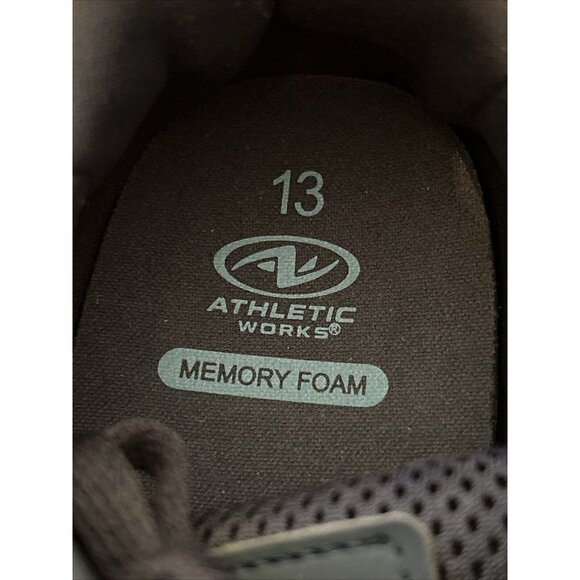 13
ATHLETIC
WORKS®
MEMORY FOAM